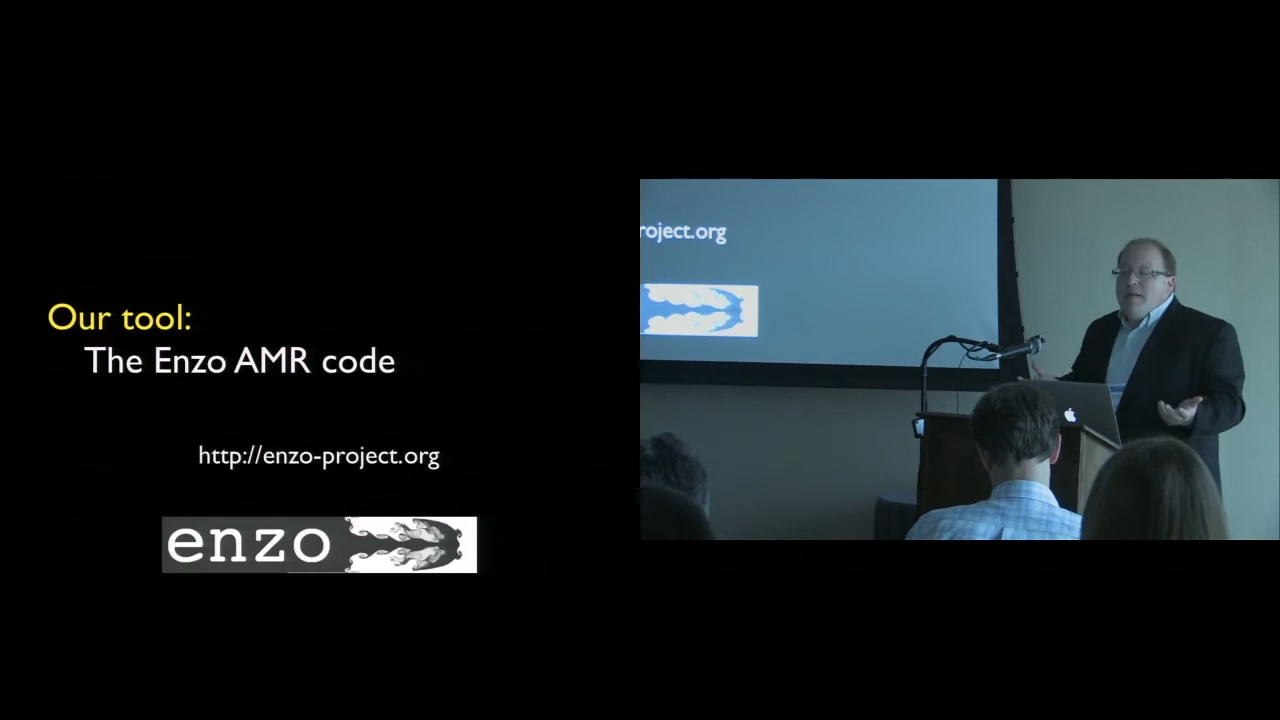 Our tool:
The Enzo AMR code
http://enzo-project.org
enzo
roject.org